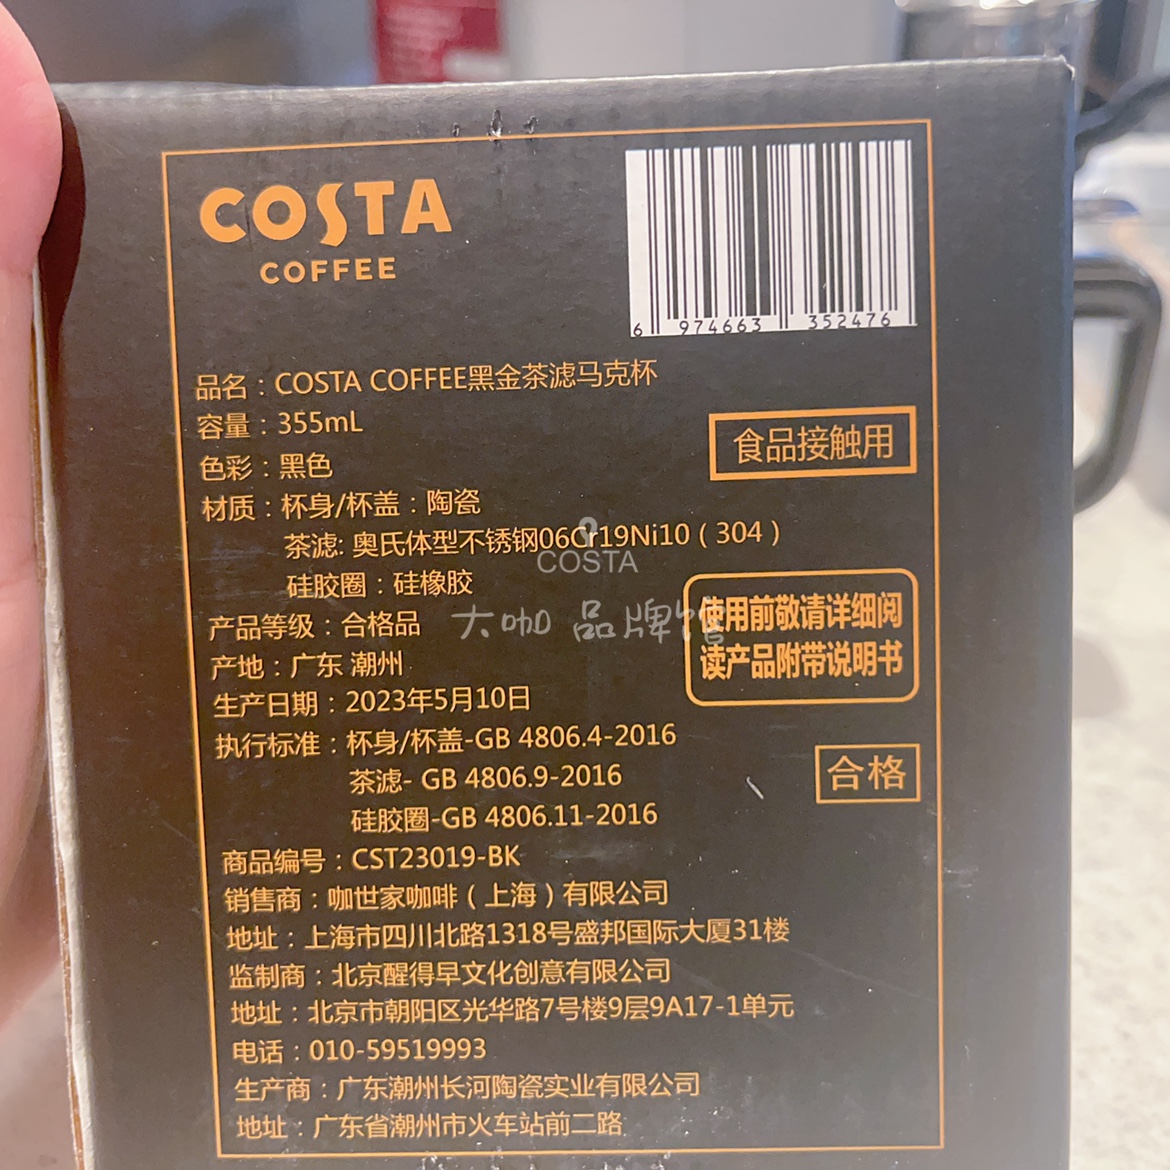 COSTA
COFFEE
6 974663 352476
品名：COSTA COFFEE黑金茶滤马克杯
容量：355mL
食品接触用
色彩：黑色
材质：杯身/杯盖：陶瓷
茶滤: 奥氏体型不锈钢06Cr19Ni10（304）
COSTA
硅胶圈：硅橡胶
大咖 品牌馆
使用前敬请详细阅
读产品附带说明书
产品等级：合格品
产地：广东 潮州
生产日期：2023年5月10日
执行标准：杯身/杯盖-GB 4806.4-2016
茶滤- GB 4806.9-2016
合格
硅胶圈-GB 4806.11-2016
商品编号：CST23019-BK
销售商：咖世家咖啡（上海）有限公司
地址：上海市四川北路1318号盛邦国际大厦31楼
监制商：北京醒得早文化创意有限公司
地址：北京市朝阳区光华路7号楼9层9A17-1单元
电话：010-59519993
生产商：广东潮州长河陶瓷实业有限公司
地址：广东省潮州市火车站前二路